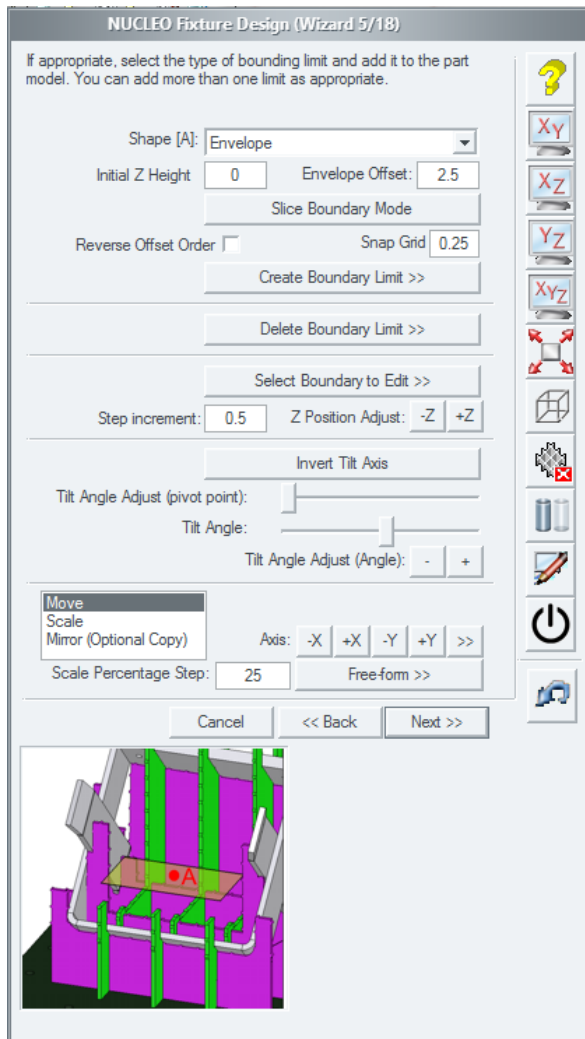 NUCLEO Fixture Design (Wizard 5/18)
If appropriate, select the type of bounding limit and add it to the part
model. You can add more than one limit as appropriate.
Shape [A]: Envelope
Initial Z Height 0 Envelope Offset: 2.5
Slice Boundary Mode
Reverse Offset Order Snap Grid 0.25
Create Boundary Limit >>
Delete Boundary Limit >>
Select Boundary to Edit >>
Step increment: 0.5 Z Position Adjust: -Z +Z
Invert Tilt Axis
Tilt Angle Adjust (pivot point):
Tilt Angle:
Tilt Angle Adjust (Angle): - +
Move
Scale
Mirror (Optional Copy) Axis: -X +X -Y +Y >>
Scale Percentage Step: 25 Free-form >>
Cancel << Back Next >>
A
?
XY
XZ
YZ
XYZ